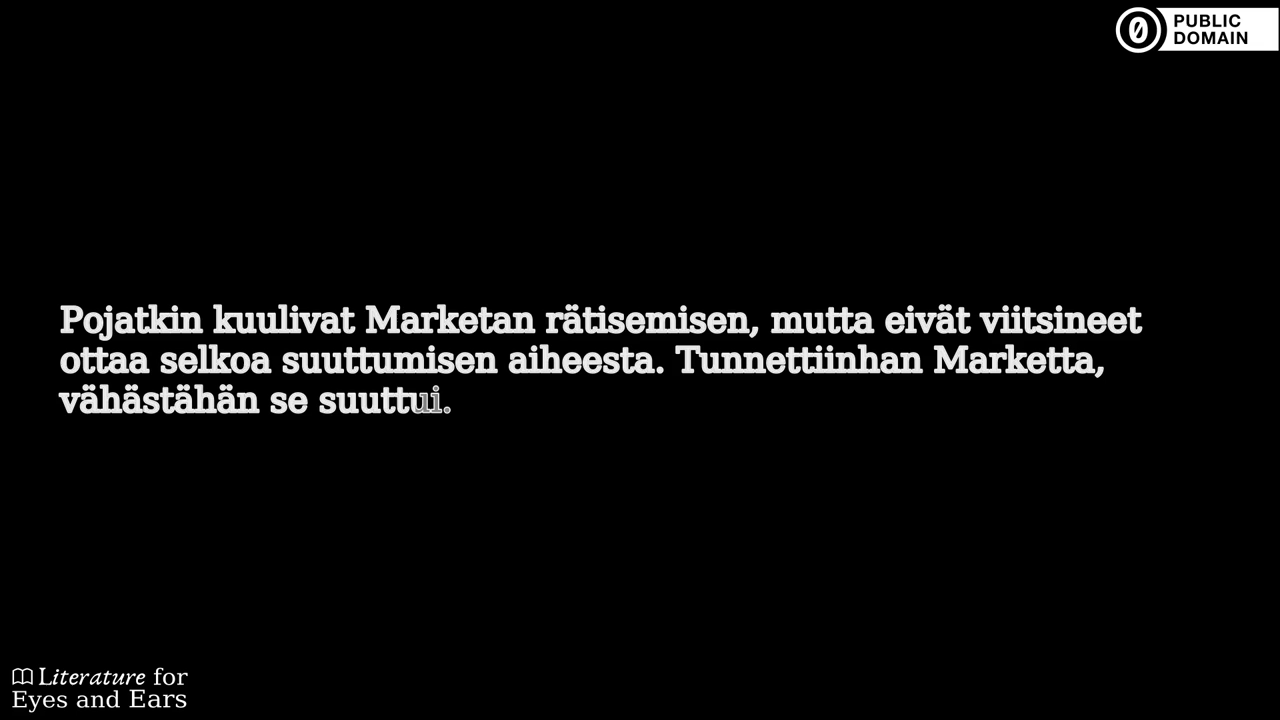 PUBLIC
DOMAIN
Pojatkin kuulivat Marketan rätisemisen, mutta eivät viitsineet
ottaa selkoa suuttumisen aiheesta. Tunnettiinhan Marketta,
vähästähän se suuttui.
Literature for
Eyes and Ears